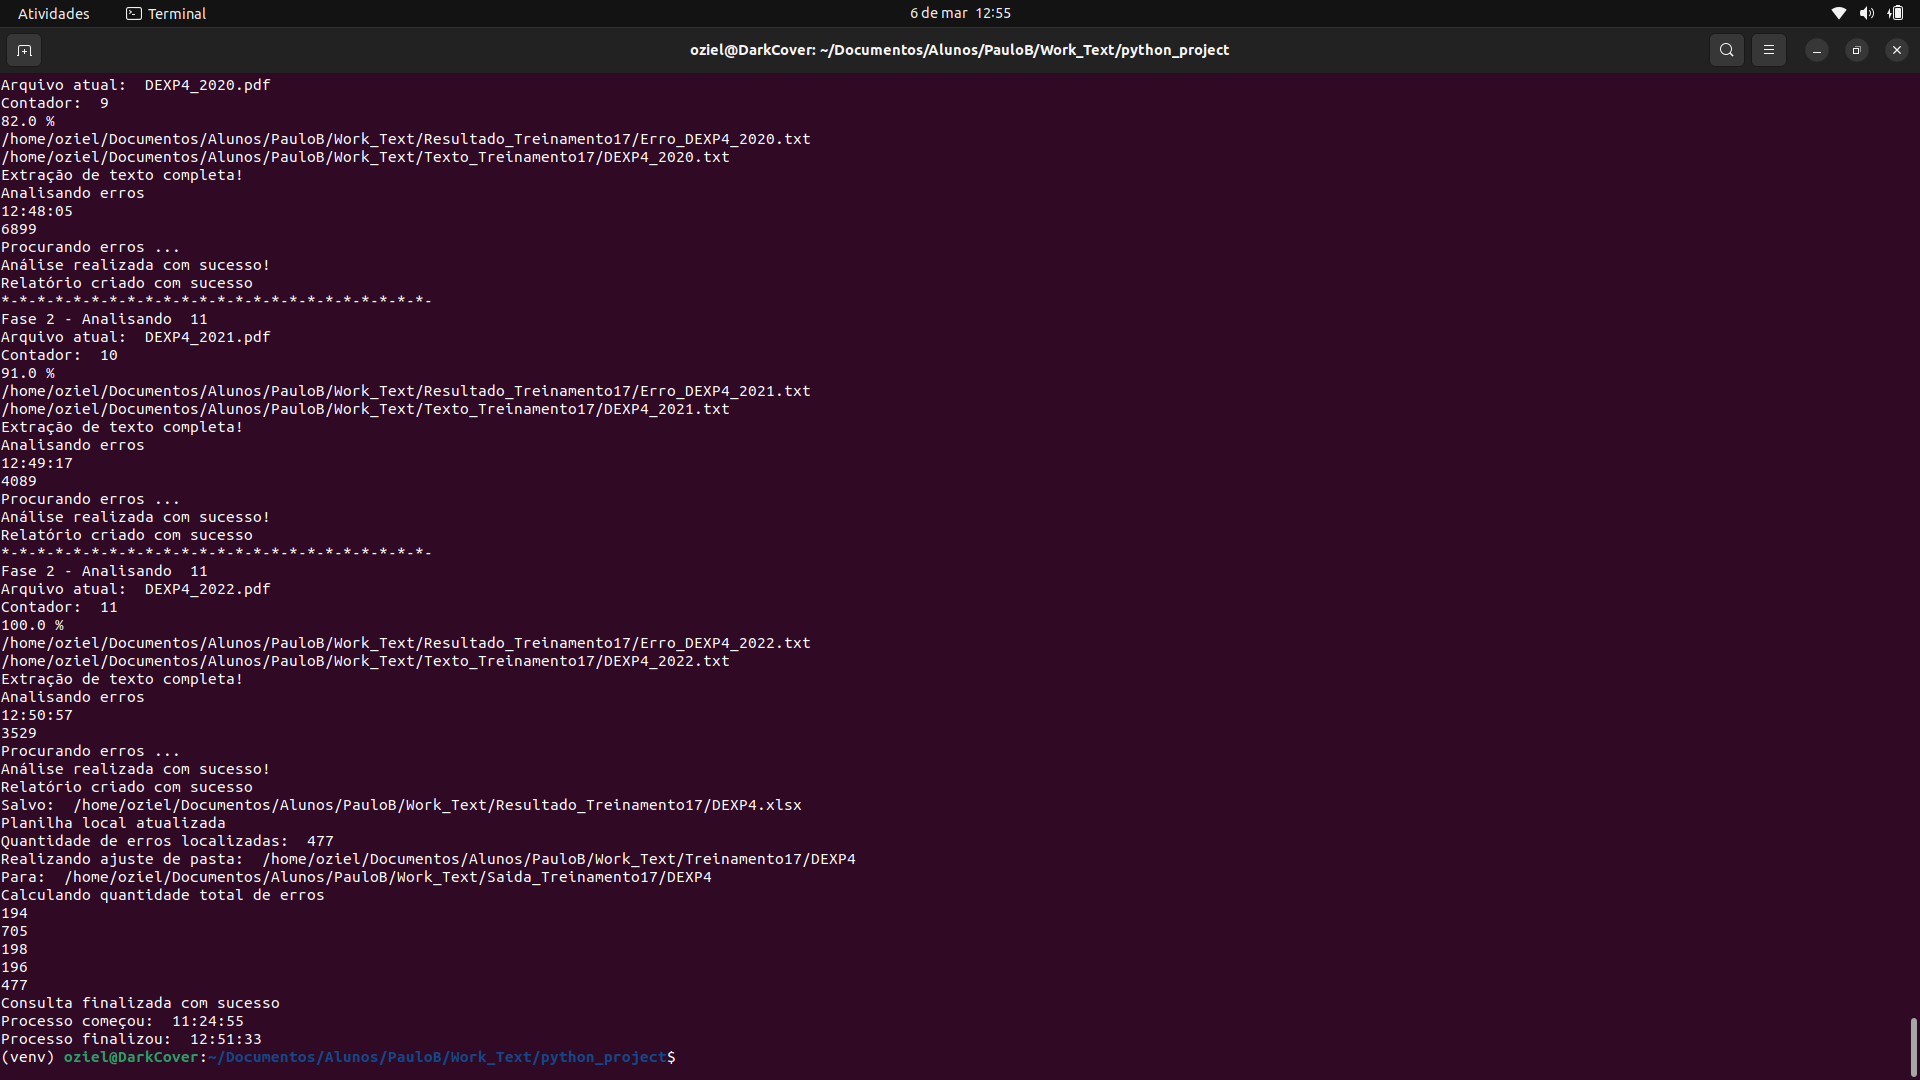 Atividades
Terminal
6 de mar 12:55
oziel@DarkCover: ~/Documentos/Alunos/PauloB/Work_Text/python_project
Arquivo atual:  DEXP4_2020.pdf
Contador:  9
82.0 %
/home/oziel/Documentos/Alunos/PauloB/Work_Text/Resultado_Treinamento17/Erro_DEXP4_2020.txt
/home/oziel/Documentos/Alunos/PauloB/Work_Text/Texto_Treinamento17/DEXP4_2020.txt
Extração de texto completa!
Analisando erros
12:48:05
6899
Procurando erros ...
Análise realizada com sucesso!
Relatório criado com sucesso
*-*-*-*-*-*-*-*-*-*-*-*-*-*-*-*-*-*-*-*-*-*-*-*-
Fase 2 - Analisando  11
Arquivo atual:  DEXP4_2021.pdf
Contador:  10
91.0 %
/home/oziel/Documentos/Alunos/PauloB/Work_Text/Resultado_Treinamento17/Erro_DEXP4_2021.txt
/home/oziel/Documentos/Alunos/PauloB/Work_Text/Texto_Treinamento17/DEXP4_2021.txt
Extração de texto completa!
Analisando erros
12:49:17
4089
Procurando erros ...
Análise realizada com sucesso!
Relatório criado com sucesso
*-*-*-*-*-*-*-*-*-*-*-*-*-*-*-*-*-*-*-*-*-*-*-*-
Fase 2 - Analisando  11
Arquivo atual:  DEXP4_2022.pdf
Contador:  11
100.0 %
/home/oziel/Documentos/Alunos/PauloB/Work_Text/Resultado_Treinamento17/Erro_DEXP4_2022.txt
/home/oziel/Documentos/Alunos/PauloB/Work_Text/Texto_Treinamento17/DEXP4_2022.txt
Extração de texto completa!
Analisando erros
12:50:57
3529
Procurando erros ...
Análise realizada com sucesso!
Relatório criado com sucesso
Salvo:  /home/oziel/Documentos/Alunos/PauloB/Work_Text/Resultado_Treinamento17/DEXP4.xlsx
Planilha local atualizada
Quantidade de erros localizadas:  477
Realizando ajuste de pasta:  /home/oziel/Documentos/Alunos/PauloB/Work_Text/Treinamento17/DEXP4
Para:  /home/oziel/Documentos/Alunos/PauloB/Work_Text/Saida_Treinamento17/DEXP4
Calculando quantidade total de erros
194
705
198
196
477
Consulta finalizada com sucesso
Processo começou:  11:24:55
Processo finalizou:  12:51:33
(venv) oziel@DarkCover:~/Documentos/Alunos/PauloB/Work_Text/python_project$